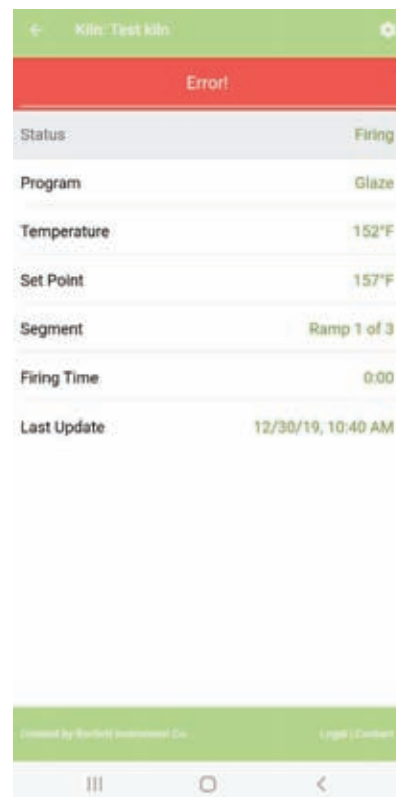 Kiln: Test kiln
Error!
Status Firing
Program Glaze
Temperature 152°F
Set Point 157°F
Segment Ramp 1 of 3
Firing Time 0:00
Last Update 12/30/19, 10:40 AM
Legal | Contact